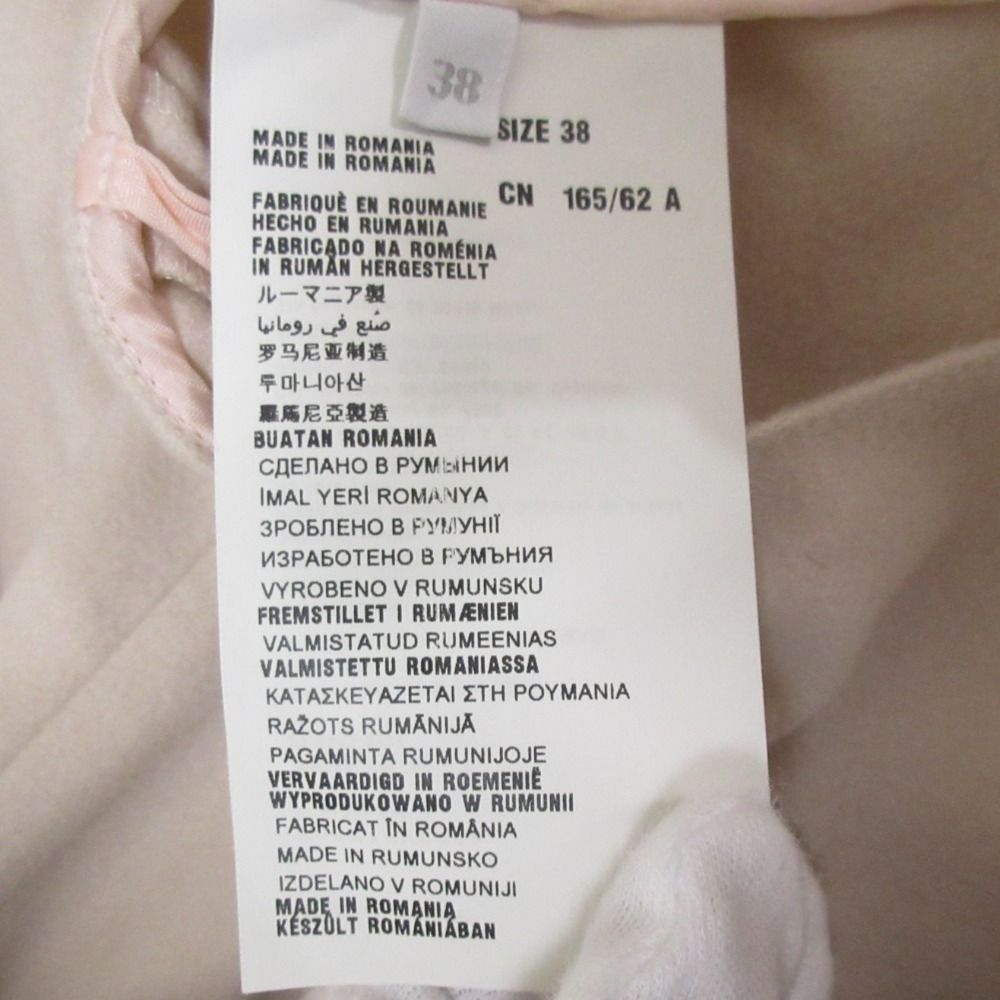 38
SIZE 38
MADE IN ROMANIA
MADE IN ROMANIA
CN 165/62 A
FABRIQUÈ EN ROUMANIE
HECHO EN RUMANIA
FABRICADO NA ROMÉNIA
IN RUMÄN HERGESTELLT
ルーマニア製
صنع في رومانيا
罗马尼亚制造
루마니아산
羅馬尼亞製造
BUATAN ROMANIA
СДЕЛАНО В РУМЫНИИ
İMAL YERİ ROMANYA
ЗРОБЛЕНО В РУМУНІЇ
ИЗРАБОТЕНО В РУМЪНИЯ
VYROBENO V RUMUNSKU
FREMSTILLET I RUMÆNIEN
VALMISTATUD RUMEENIAS
VALMISTETTU ROMANIASSA
ΚΑΤΑΣΚΕΥΑΖΕΤΑΙ ΣΤΗ ΡΟΥΜΑΝΙΑ
RAŽOTS RUMĀNIJĀ
PAGAMINTA RUMUNIJOJE
VERVAARDIGD IN ROEMENIË
WYPRODUKOWANO W RUMUNII
FABRICAT ÎN ROMÂNIA
MADE IN RUMUNSKO
IZDELANO V ROMUNIJI
MADE IN ROMANIA
KÉSZÜLT ROMÁNIÁBAN